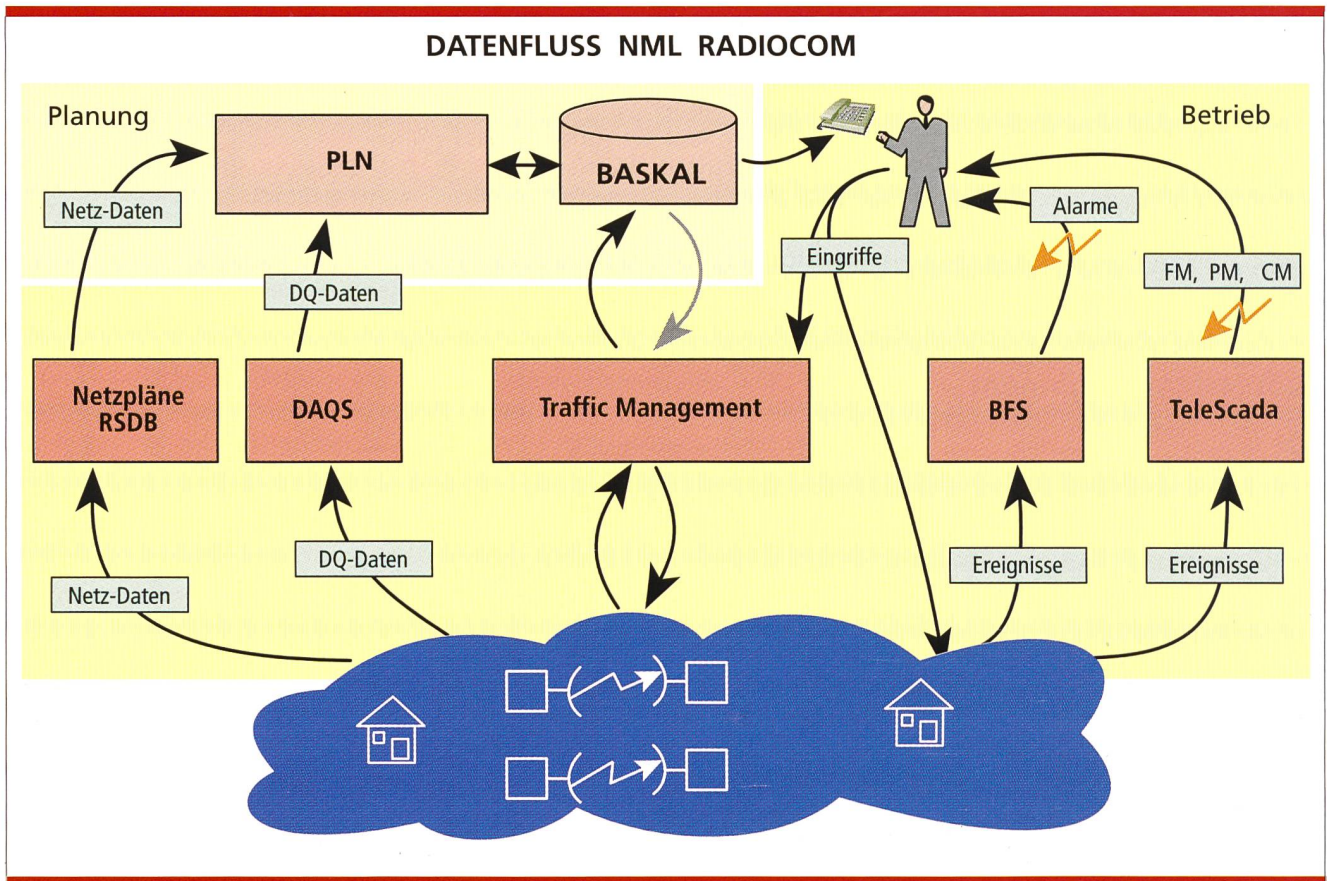 DATENFLUSS NML RADIOCOM
Planung
Betrieb
PLN
BASKAL
Netz-Daten
Alarme
Eingriffe
FM, PM, CM
DQ-Daten
Netzpläne
RSDB
DAQS
Traffic Management
BFS
TeleScada
DQ-Daten
Ereignisse
Ereignisse
Netz-Daten